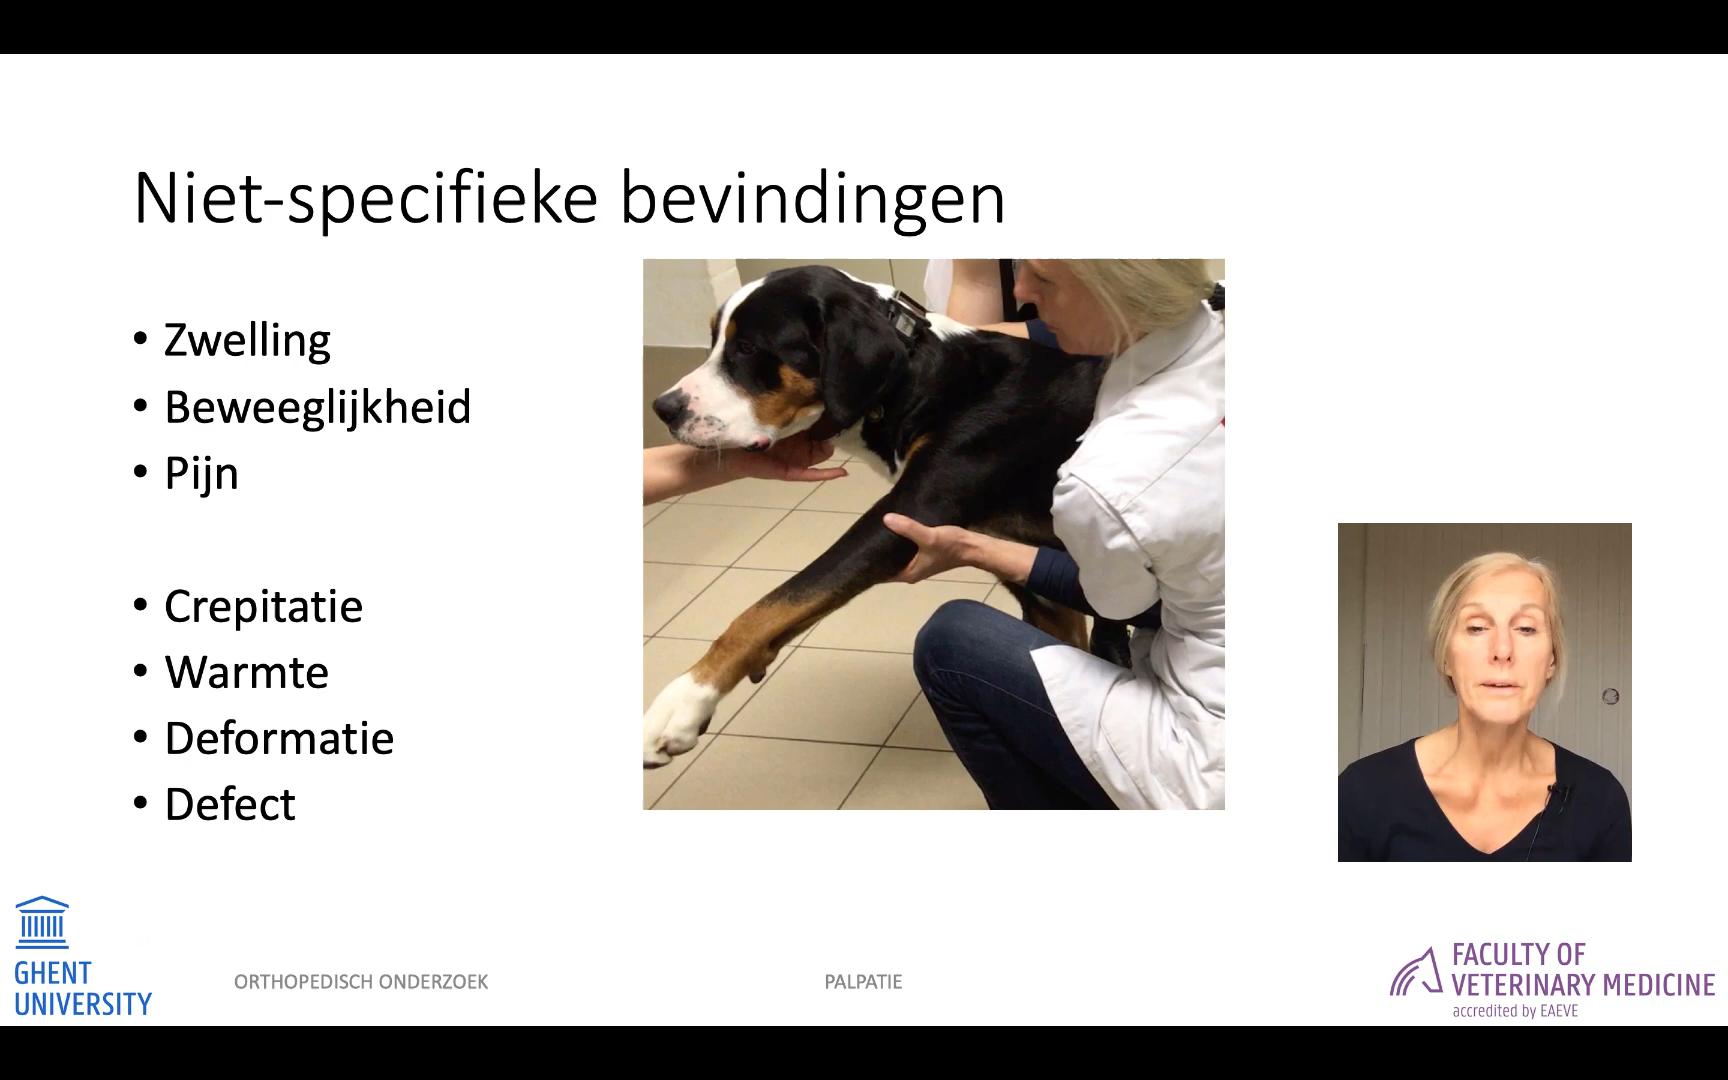 Niet-specifieke bevindingen
• Zwelling
• Beweeglijkheid
• Pijn
• Crepitatie
• Warmte
• Deformatie
• Defect
GHENT
UNIVERSITY
ORTHOPEDISCH ONDERZOEK
PALPATIE
FACULTY OF
VETERINARY MEDICINE
accredited by EAEVE